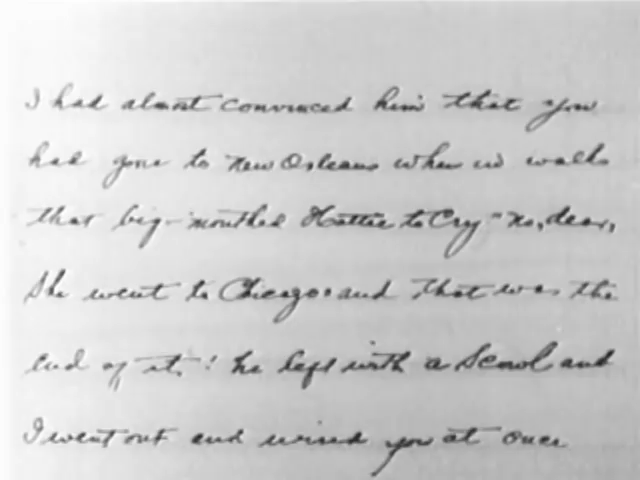 I had almost convinced him that you
had gone to New Orleans when in walks
that big-mouthed Hattie to cry "no, dear,
she went to Chicago" and that was the
end of it! He left with a scowl and
I went out and wired you at once